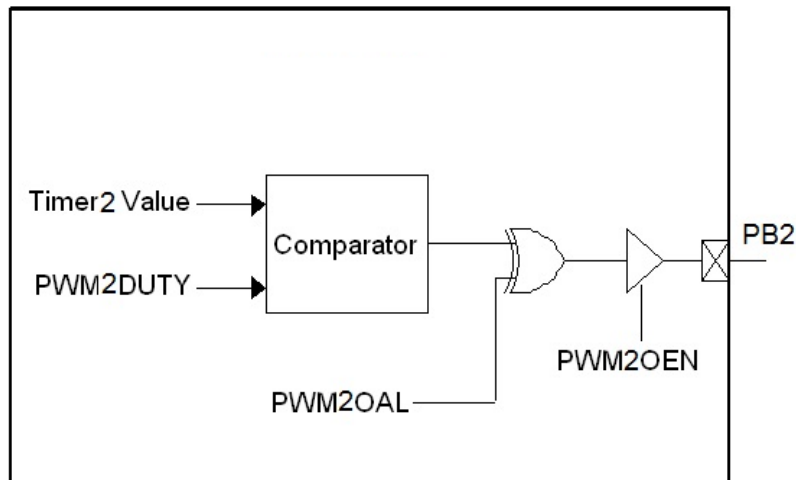 Timer2 Value
PWM2DUTY
Comparator
PB2
PWM2OEN
PWM2OAL